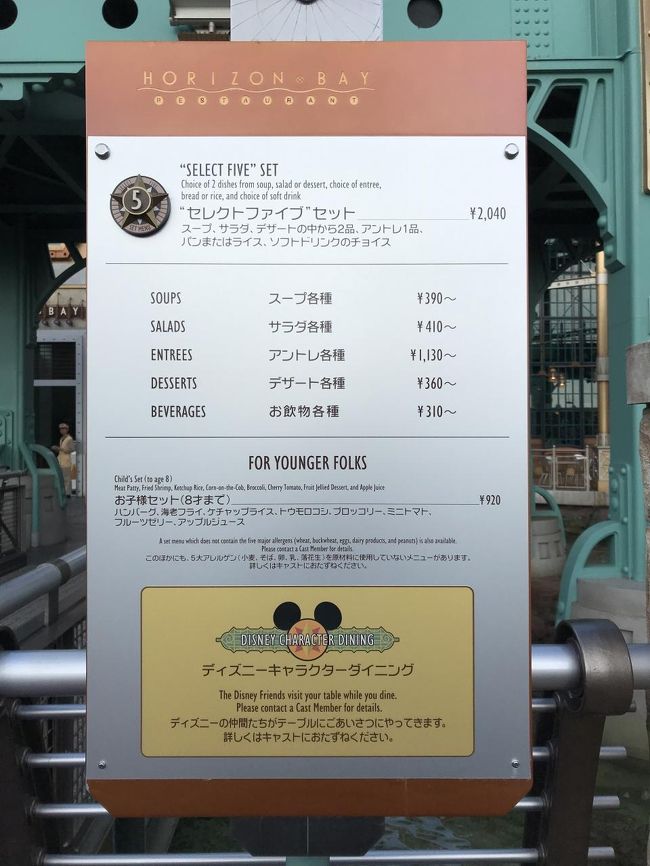 HORIZON BAY
RESTAURANT
5
SET MENU
"SELECT FIVE" SET
Choice of 2 dishes from soup, salad or dessert, choice of entree,
bread or rice, and choice of soft drink
"セレクトファイブ"セット ¥2,040
スープ、サラダ、デザートの中から2品、アントレ1品、
パンまたはライス、ソフトドリンクのチョイス
SOUPS スープ各種 ¥390～
SALADS サラダ各種 ¥410～
ENTREES アントレ各種 ¥1,130～
DESSERTS デザート各種 ¥360～
BEVERAGES お飲物各種 ¥310～
BAY
FOR YOUNGER FOLKS
Child's Set (to age 8)
Meat Patty, Fried Shrimp, Ketchup Rice, Corn-on-the-Cob, Broccoli, Cherry Tomato, Fruit Jellied Dessert, and Apple Juice
お子様セット(8才まで) ¥920
ハンバーグ、海老フライ、ケチャップライス、トウモロコシ、ブロッコリー、ミニトマト、
フルーツゼリー、アップルジュース
A set menu which does not contain the five major allergens (wheat, buckwheat, eggs, dairy products, and peanuts) is also available.
Please contact a Cast Member for details.
このほかにも、5大アレルゲン(小麦、そば、卵、乳、落花生)を原材料に使用していないメニューがあります。
詳しくはキャストにおたずねください。
DISNEY CHARACTER DINING
ディズニーキャラクターダイニング
The Disney Friends visit your table while you dine.
Please contact a Cast Member for details.
ディズニーの仲間たちがテーブルにごあいさつにやってきます。
詳しくはキャストにおたずねください。